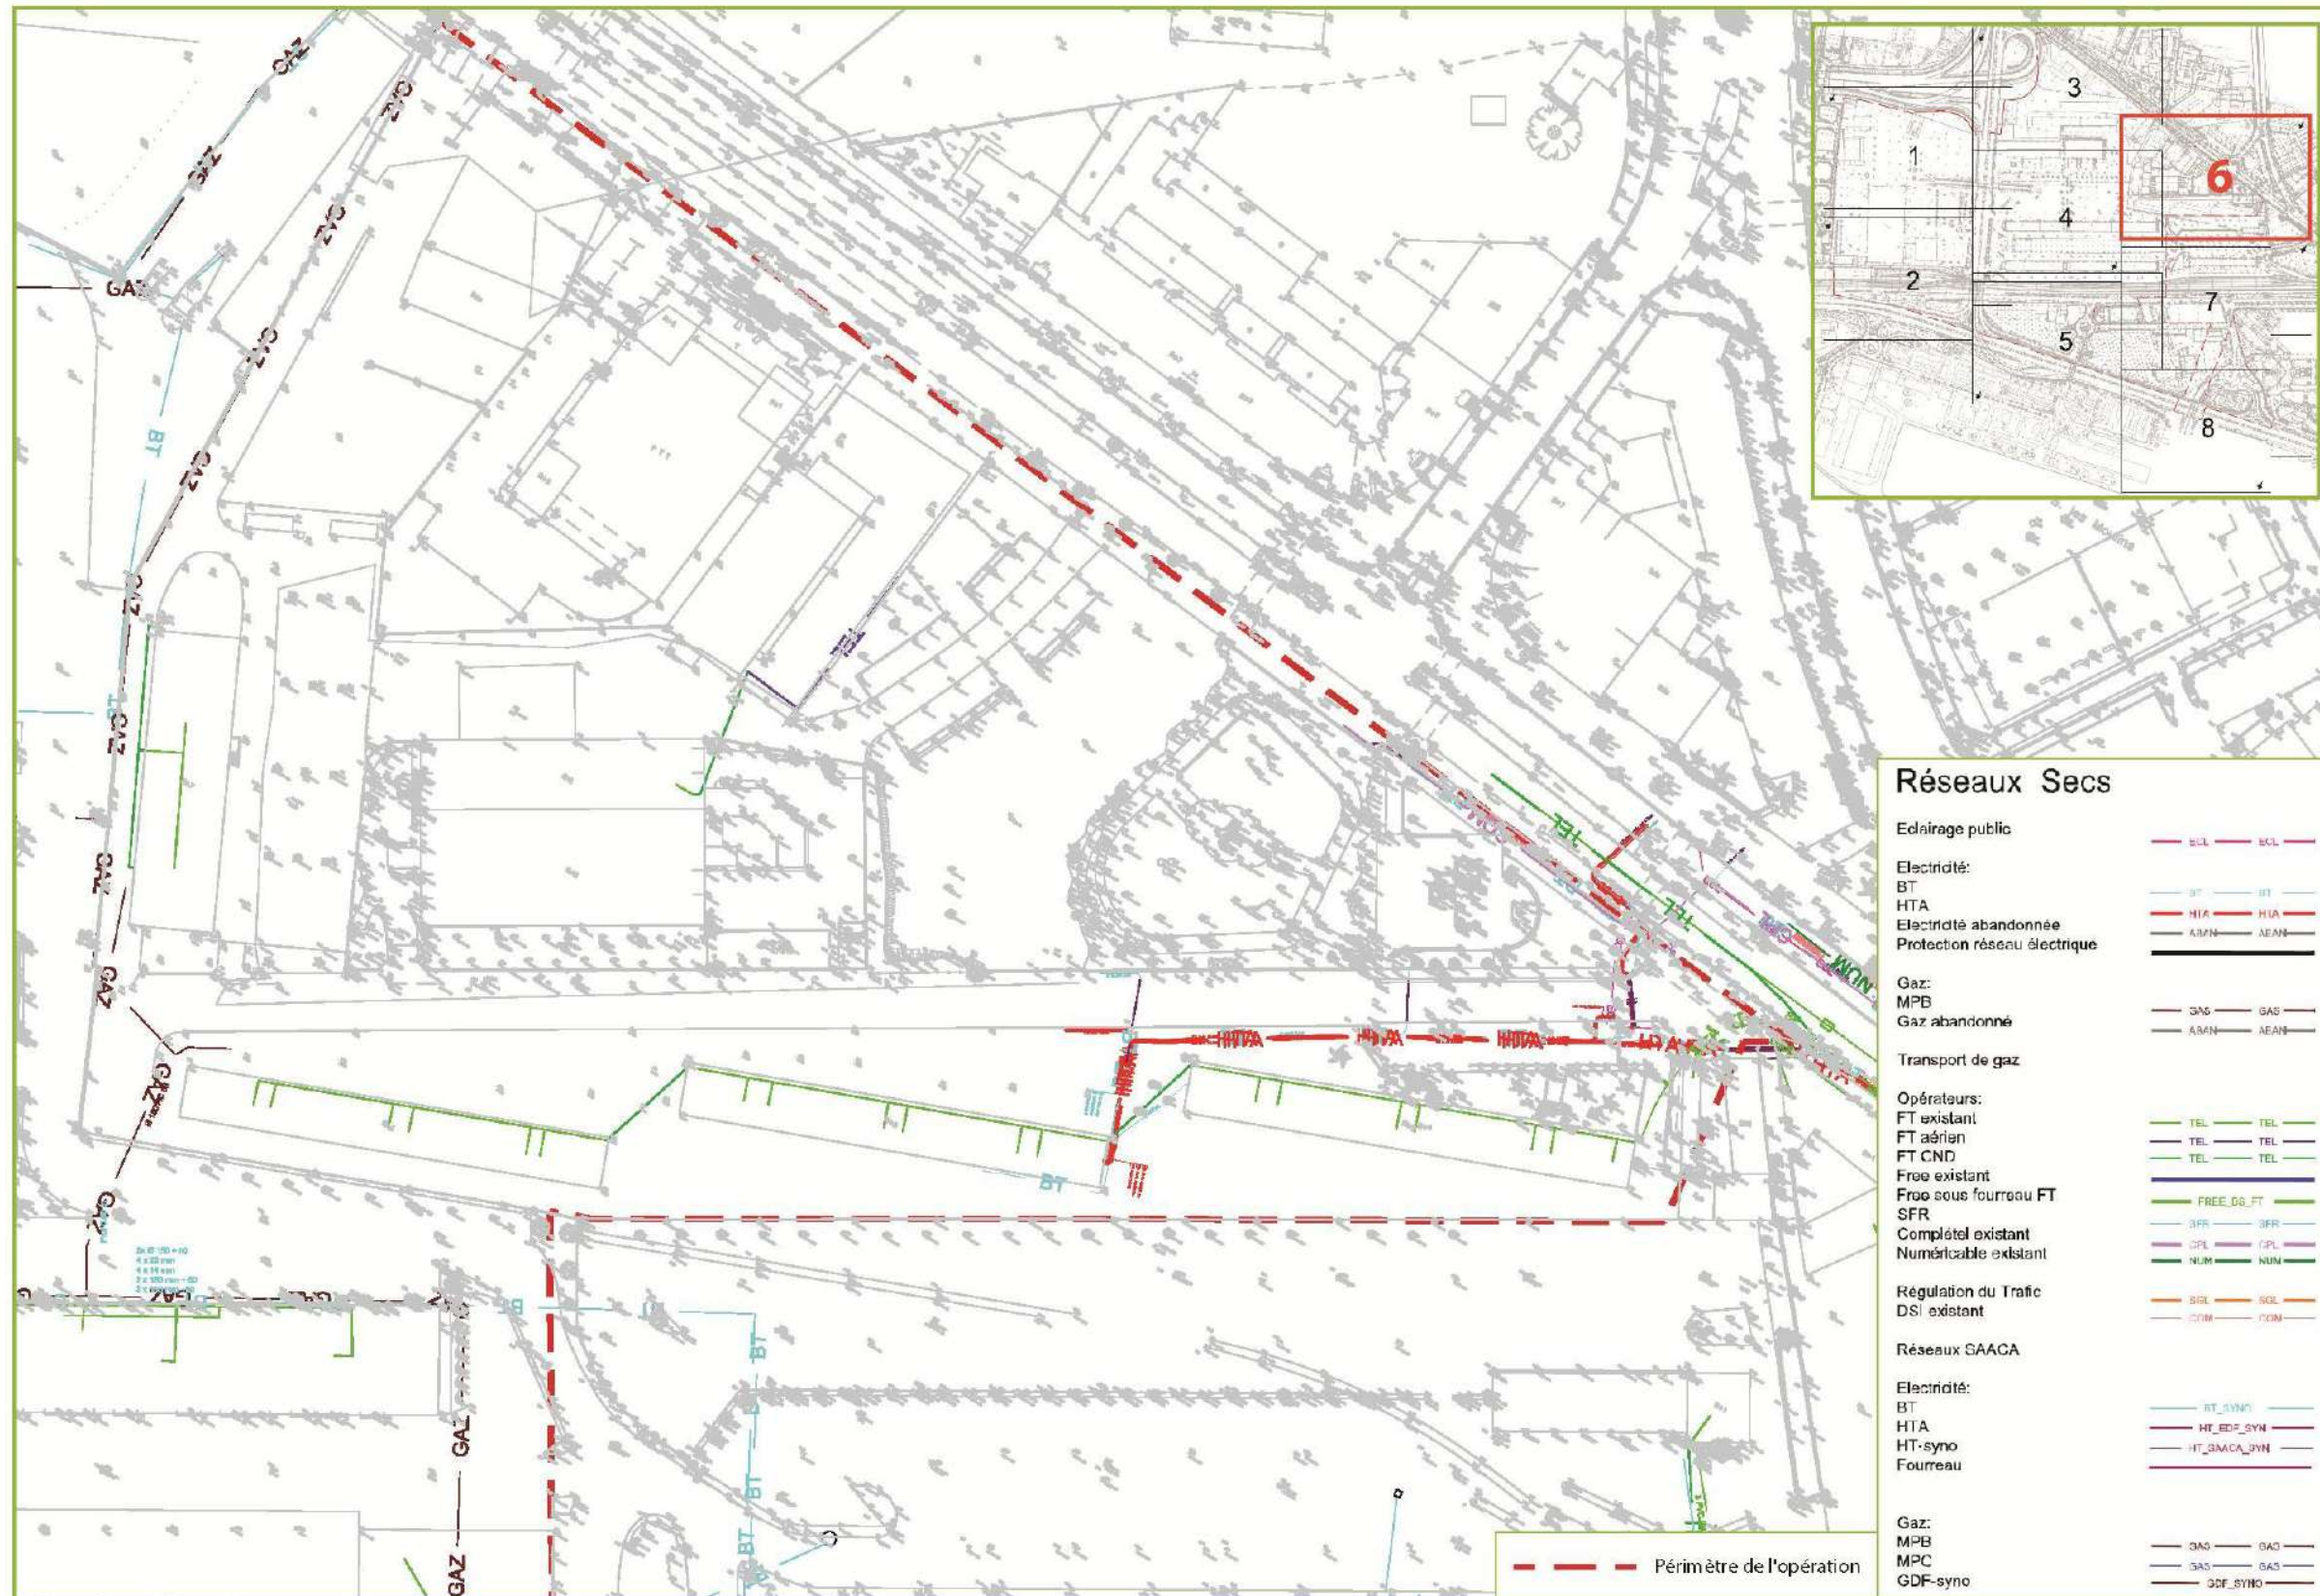 GAZ
GAZ
GAZ
GAZ
GAZ
GAZ
BT
GAZ
GAZ
GAZ
BT
GAZ
GAZ
GAZ
GAZ
GAZ
BT
TEL
TEL
NUM
HTA
HTA
HTA
HTA
GAZ
BT
BT
BT
BT
GAZ
GAZ
1
2
3
4
5
6
7
8
Réseaux Secs
Eclairage public
ECL ECL
Electricité:
BT
BT BT
HTA
HTA HTA
Electricité abandonnée
ABAN ABAN
Protection réseau électrique
Gaz:
MPB
GAS GAS
Gaz abandonné
ABAN ABAN
Transport de gaz
Opérateurs:
FT existant
TEL TEL
FT aérien
TEL TEL
FT CND
TEL TEL
Free existant
Free sous fourreau FT
FREE_DS_FT
SFR
SFR SFR
Complétel existant
CPL CPL
Numéricable existant
NUM NUM
Régulation du Trafic
SGL SGL
DSI existant
COM COM
Réseaux SAACA
Electricité:
BT
BT_SYNO
HTA
HT_EDF_SYN
HT-syno
HT_SAACA_SYN
Fourreau
Gaz:
MPB
GAS GAS
MPC
GAS GAS
GDF-syno
GDF_SYNO
Périmètre de l'opération